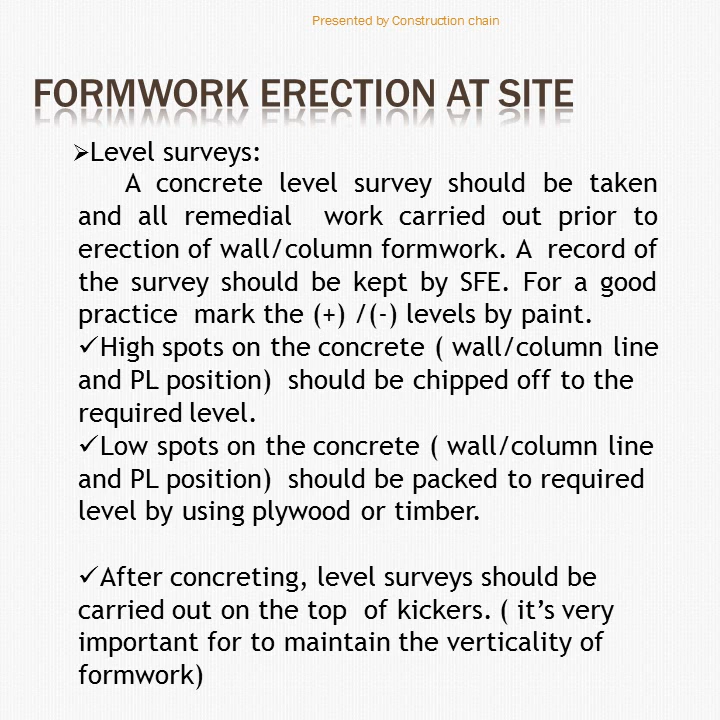 Presented by Construction chain
FORMWORK ERECTION AT SITE
➢Level surveys:
A concrete level survey should be taken
and all remedial work carried out prior to
erection of wall/column formwork. A record of
the survey should be kept by SFE. For a good
practice mark the (+) /(-) levels by paint.
✓High spots on the concrete ( wall/column line
and PL position) should be chipped off to the
required level.
✓Low spots on the concrete ( wall/column line
and PL position) should be packed to required
level by using plywood or timber.
✓After concreting, level surveys should be
carried out on the top of kickers. ( it’s very
important for to maintain the verticality of
formwork)